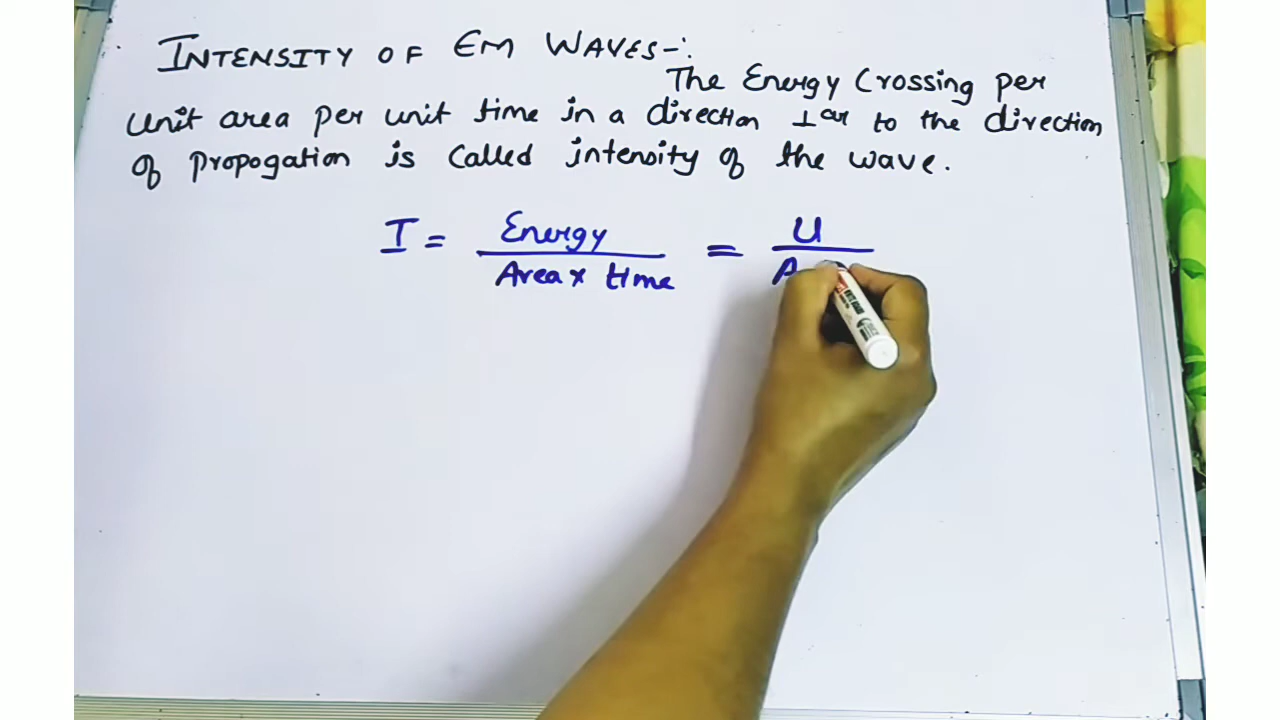 INTENSITY OF EM WAVES-:
The Energy Crossing per
unit area per unit time in a direction ⊥ar to the direction
of propogation is called intensity of the wave.
I = Energy / Area x time = U / A